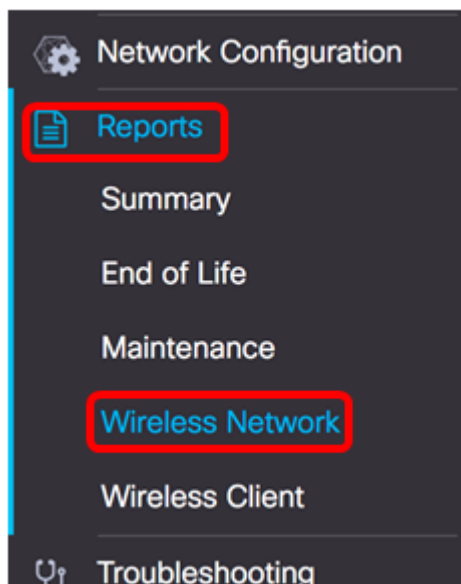 Network Configuration
Reports
Summary
End of Life
Maintenance
Wireless Network
Wireless Client
Troubleshooting